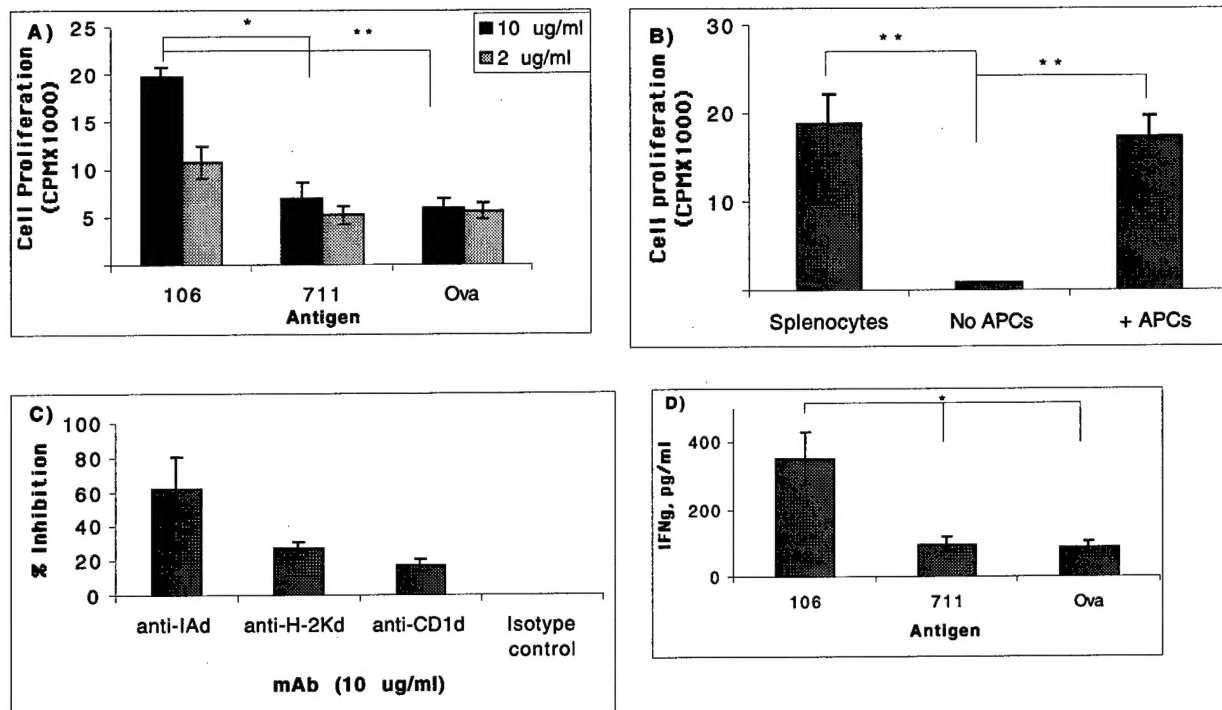 A)
*
**
10 ug/ml
2 ug/ml
Cell Proliferation
(CPMX1000)
25
20
15
10
5
106 711 Ova
Antigen
B)
**
**
Cell proliferation
(CPMX1000)
30
20
10
Splenocytes No APCs + APCs
C)
% Inhibition
100
80
60
40
20
0
anti-IAd anti-H-2Kd anti-CD1d Isotype
control
mAb (10 ug/ml)
D)
*
IFNg, pg/ml
400
200
0
106 711 Ova
Antigen